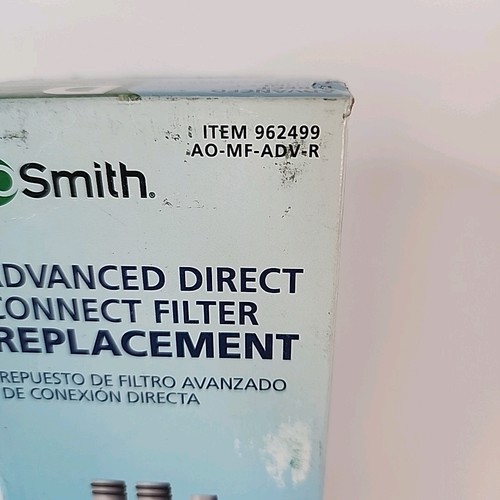 ITEM 962499
AO-MF-ADV-R
Smith®
ADVANCED DIRECT
CONNECT FILTER
REPLACEMENT
REPUESTO DE FILTRO AVANZADO
DE CONEXIÓN DIRECTA